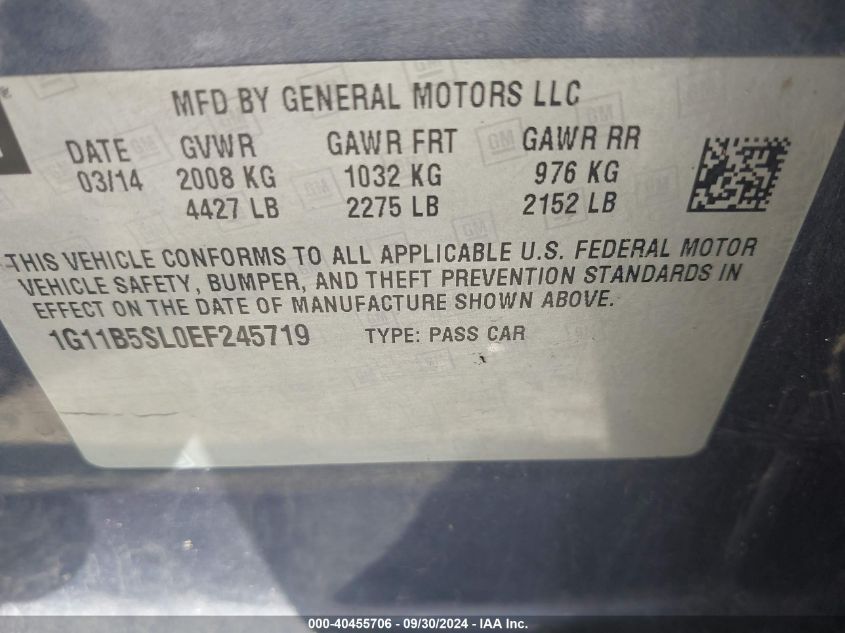 MFD BY GENERAL MOTORS LLC
DATE GVWR GAWR FRT GAWR RR
03/14 2008 KG 1032 KG 976 KG
4427 LB 2275 LB 2152 LB
THIS VEHICLE CONFORMS TO ALL APPLICABLE U.S. FEDERAL MOTOR
VEHICLE SAFETY, BUMPER, AND THEFT PREVENTION STANDARDS IN
EFFECT ON THE DATE OF MANUFACTURE SHOWN ABOVE.
1G11B5SL0EF245719 TYPE: PASS CAR
000-40455706 - 09/30/2024 - IAA Inc.